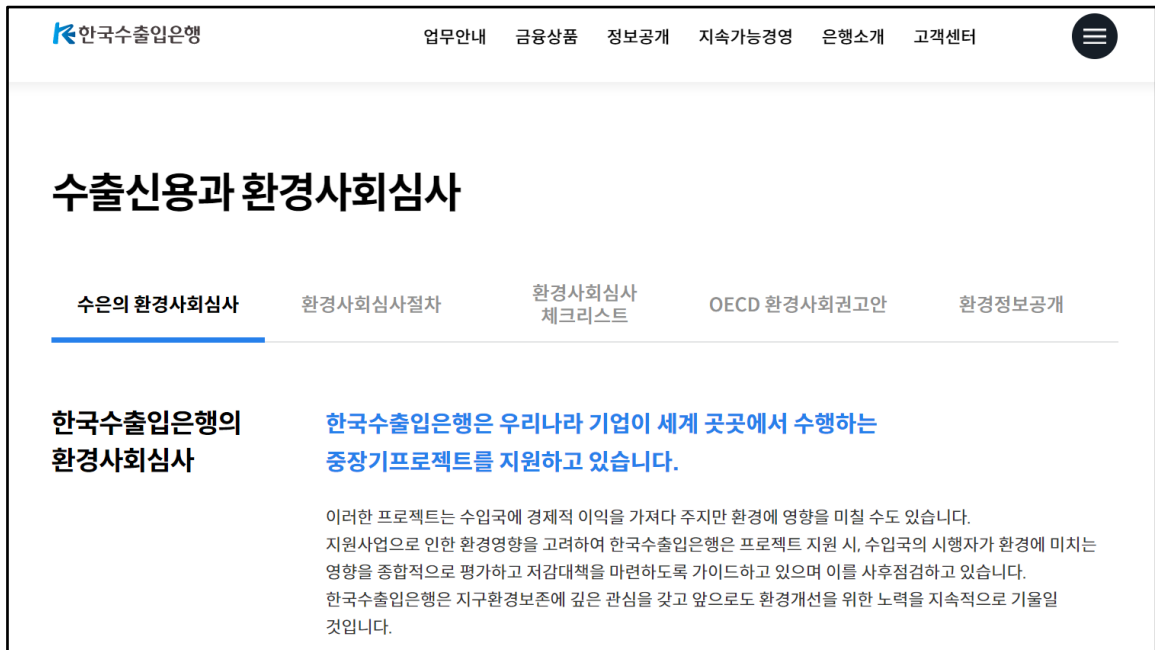 한국수출입은행
업무안내 금융상품 정보공개 지속가능경영 은행소개 고객센터
수출신용과 환경사회심사
수은의 환경사회심사
환경사회심사절차
환경사회심사
체크리스트
OECD 환경사회권고안
환경정보공개
한국수출입은행의
환경사회심사
한국수출입은행은 우리나라 기업이 세계 곳곳에서 수행하는
중장기프로젝트를 지원하고 있습니다.
이러한 프로젝트는 수입국에 경제적 이익을 가져다 주지만 환경에 영향을 미칠 수도 있습니다.
지원사업으로 인한 환경영향을 고려하여 한국수출입은행은 프로젝트 지원 시, 수입국의 시행자가 환경에 미치는
영향을 종합적으로 평가하고 저감대책을 마련하도록 가이드하고 있으며 이를 사후점검하고 있습니다.
한국수출입은행은 지구환경보존에 깊은 관심을 갖고 앞으로도 환경개선을 위한 노력을 지속적으로 기울일
것입니다.